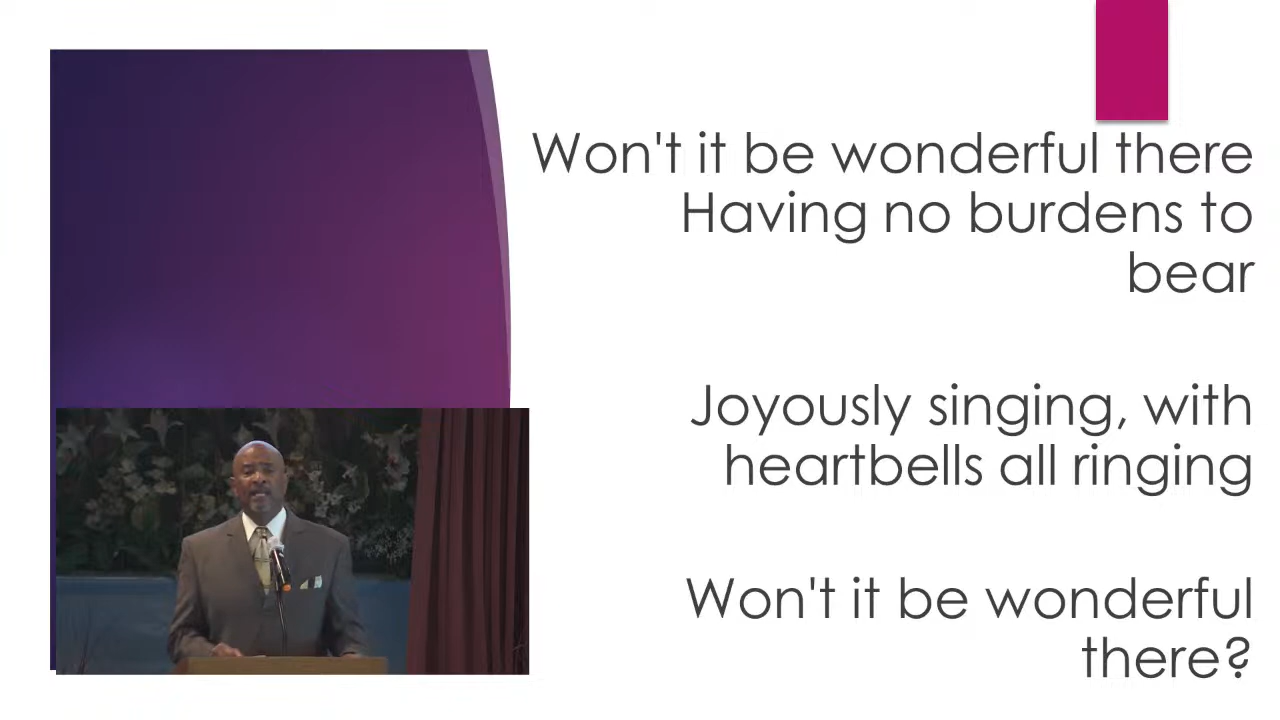 Won't it be wonderful there
Having no burdens to
bear
Joyously singing, with
heartbells all ringing
Won't it be wonderful
there?